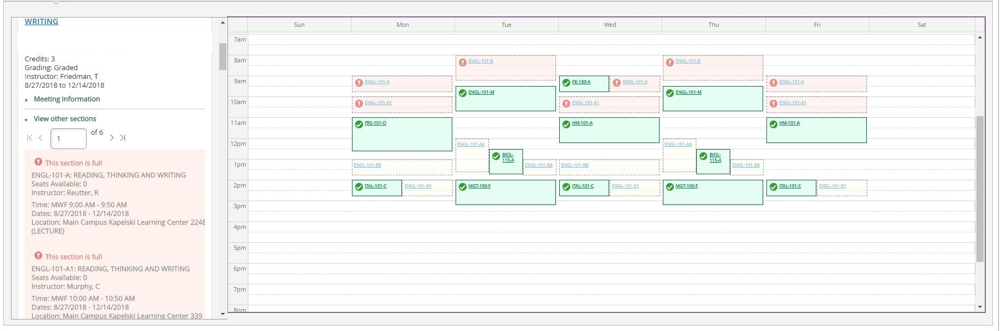 WRITING
Credits: 3
Grading: Graded
Instructor: Friedman, T
8/27/2018 to 12/14/2018
Meeting Information
View other sections
1 of 6
This section is full
ENGL-101-A: READING, THINKING AND WRITING
Seats Available: 0
Instructor: Reutter, R
Time: MWF 9:00 AM - 9:50 AM
Dates: 8/27/2018 - 12/14/2018
Location: Main Campus Kapelski Learning Center 224E
(LECTURE)
This section is full
ENGL-101-A1: READING, THINKING AND WRITING
Seats Available: 0
Instructor: Murphy, C
Time: MWF 10:00 AM - 10:50 AM
Dates: 8/27/2018 - 12/14/2018
Location: Main Campus Kapelski Learning Center 339
Sun Mon Tue Wed Thu Fri Sat
7am
8am ENGL-101-B ENGL-101-B
9am ENGL-101-A PE-130-A ENGL-101-A ENGL-101-A
ENGL-101-M ENGL-101-M
10am ENGL-101-A1 ENGL-101-A1 ENGL-101-A1
11am FRS-101-O HM-101-A HM-101-A
12pm ENGL-101-AA ENGL-101-AA
BIOL- BIOL-
115-A 115-A
1pm ENGL-101-BB ENGL-101-BB ENGL-101-BB ENGL-101-BB
2pm ITAL-101-C ENGL-101-B1 MGT-100-F ITAL-101-C ENGL-101-B1 MGT-100-F ITAL-101-C ENGL-101-B1
3pm
4pm
5pm
6pm
7pm
8pm